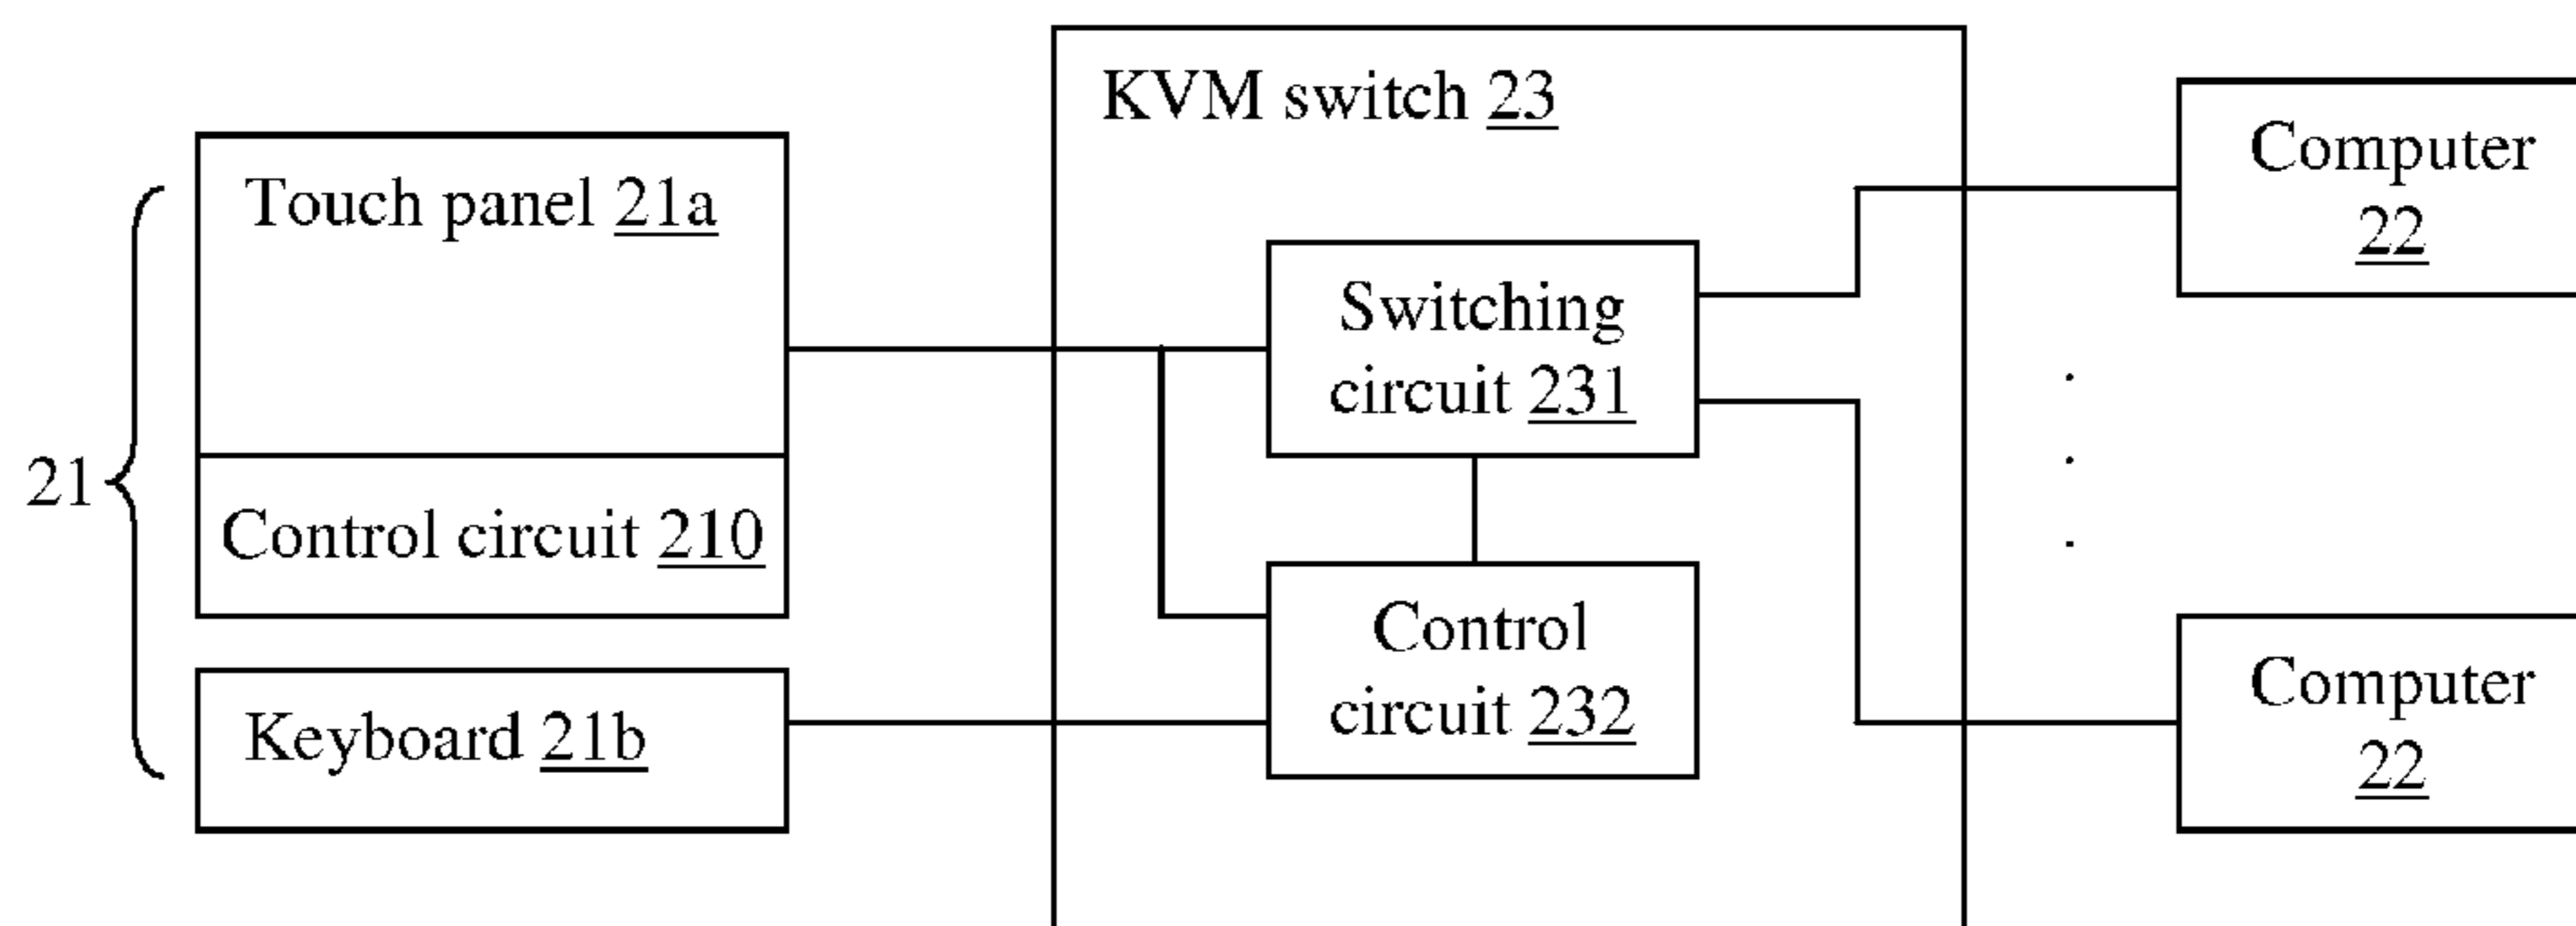 KVM switch 23
Computer
22
Touch panel 21a
Switching
circuit 231
21
Control circuit 210
Control
circuit 232
Computer
22
Keyboard 21b